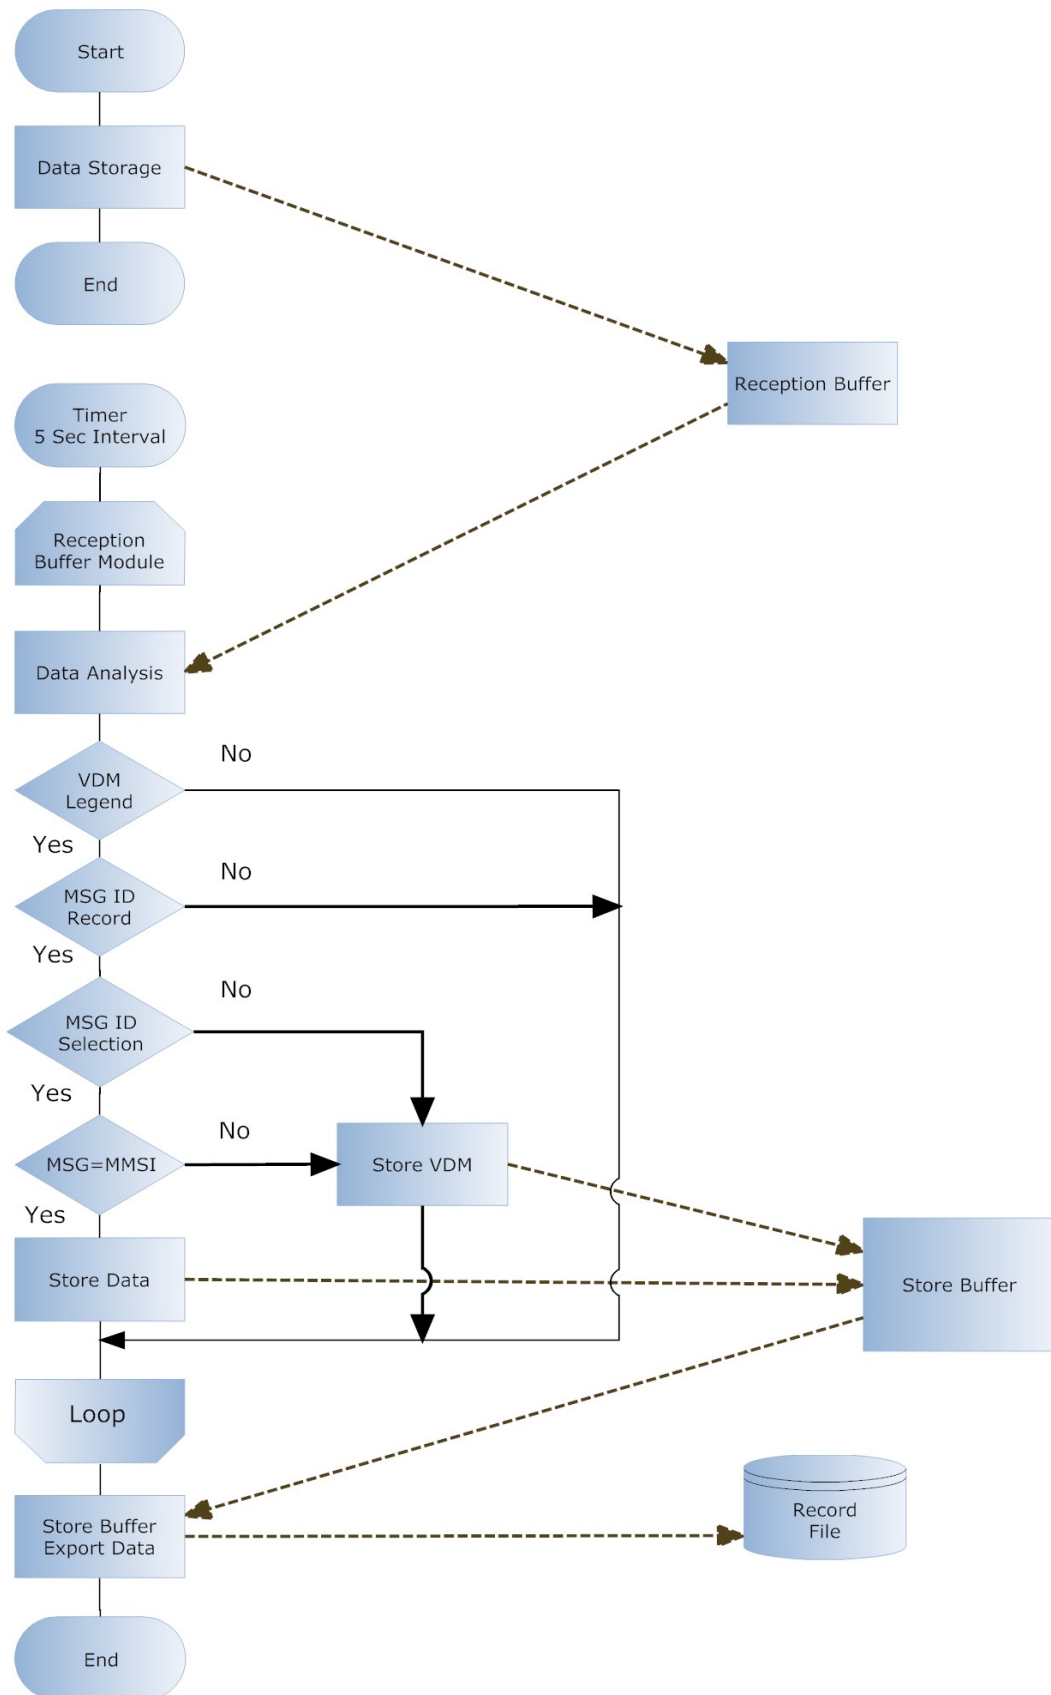 Start
Data Storage
End
Reception Buffer
Timer
5 Sec Interval
Reception
Buffer Module
Data Analysis
No
VDM
Legend
Yes
No
MSG ID
Record
Yes
No
MSG ID
Selection
Yes
No
MSG=MMSI
Store VDM
Yes
Store Data
Store Buffer
Loop
Record
File
Store Buffer
Export Data
End